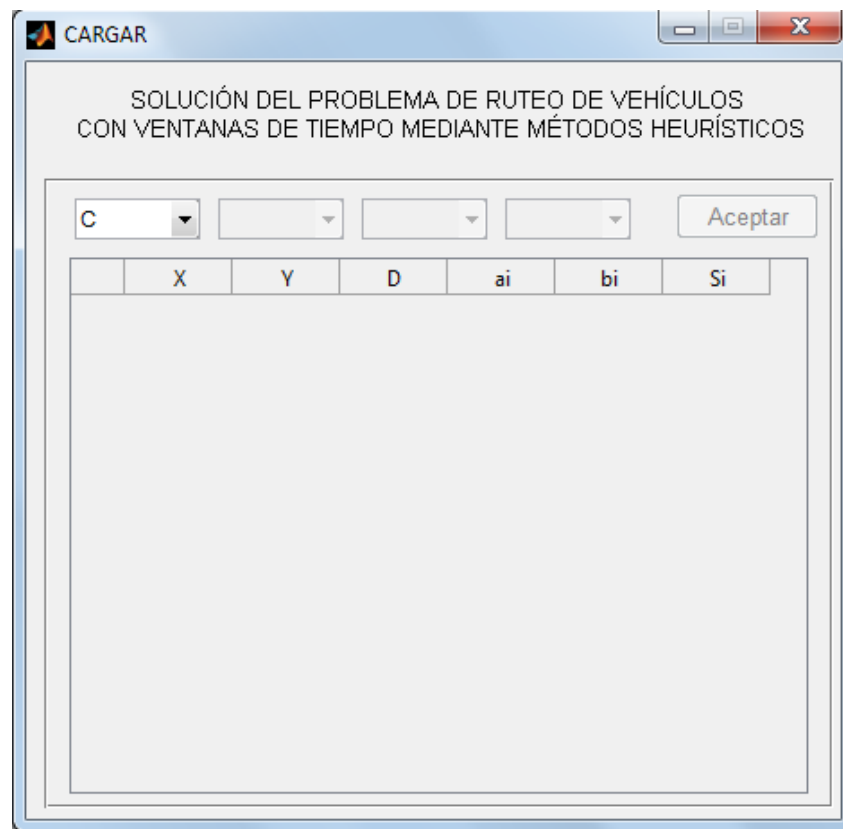 CARGAR
SOLUCIÓN DEL PROBLEMA DE RUTEO DE VEHÍCULOS
CON VENTANAS DE TIEMPO MEDIANTE MÉTODOS HEURÍSTICOS
C Aceptar
X Y D ai bi Si